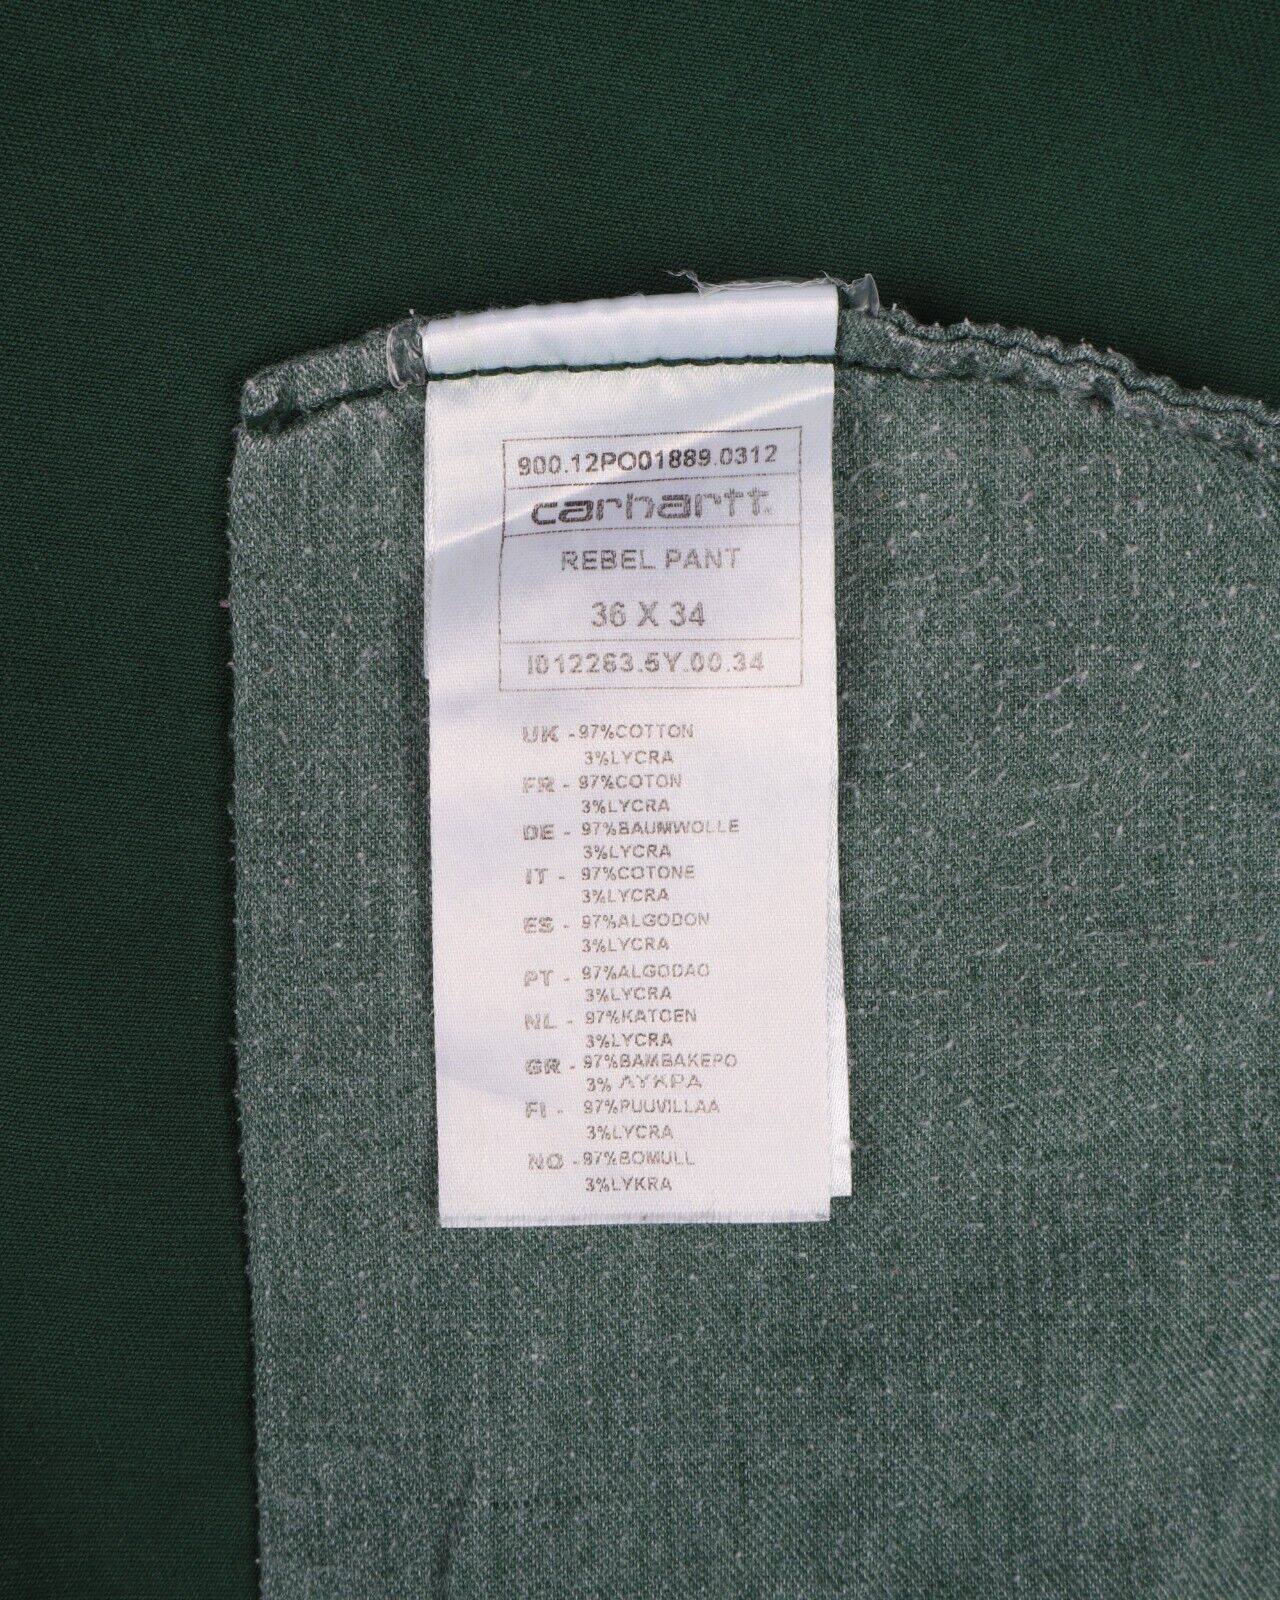 900.12PO01889.0312
carhartt.
REBEL PANT
36 X 34
I012263.5Y.00.34
UK - 97%COTTON
3%LYCRA
FR - 97%COTON
3%LYCRA
DE - 97%BAUMWOLLE
3%LYCRA
IT - 97%COTONE
3%LYCRA
ES - 97%ALGODON
3%LYCRA
PT - 97%ALGODAO
3%LYCRA
NL - 97%KATOEN
3%LYCRA
GR - 97%BAMBAKEPO
3% ΛYKPA
FI - 97%PUUVILLAA
3%LYCRA
NO - 97%BOMULL
3%LYKRA